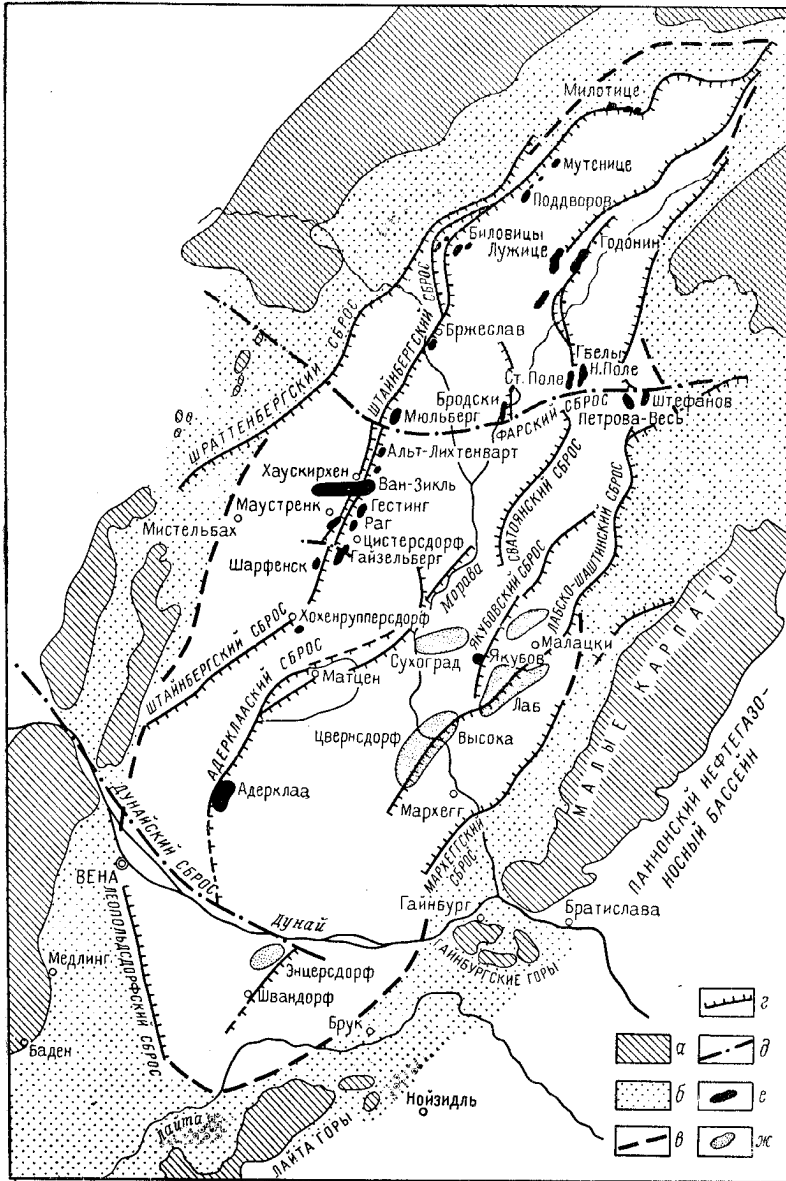 Милотице
Мутенице
Поддворов
Биловицы
Лужице
Годонин
ШТАЙНБЕРГСКИЙ СБРОС
ШРАТТЕНБЕРГСКИЙ СБРОС
Бржеслав
Гбелы
Н.Поле
Ст. Поле
Бродски
Штефанов
Петрова-Весь
ФАРСКИЙ СБРОС
Мюльберг
Альт-Лихтенварт
Хаускирхен
Ван-Зикль
Маустренк
Гестинг
Мистельбах
Раг
Цистерсдорф
Гайзельберг
Шарфенск
СВАТОЯНСКИЙ СБРОС
ЛАБСКО-ШАШТИНСКИЙ СБРОС
ЯКУБОВСКИЙ СБРОС
Морава
Хохенрупперсдорф
ШТАЙНБЕРГСКИЙ СБРОС
АДЕРКЛААСКИЙ СБРОС
Матцен
Сухоград
Якубов
Малацки
Лаб
Цвернсдорф
Высока
МАЛЫЕ КАРПАТЫ
ПАННОНСКИЙ НЕФТЕГАЗО-
НОСНЫЙ БАССЕЙН
Адерклаа
Мархегг
МАРХЕГГСКИЙ СБРОС
ДУНАЙСКИЙ СБРОС
ВЕНА
ЛЕОПОЛЬДСДОРФСКИЙ СБРОС
Дунай
Гайнбург
Братислава
ГАЙНБУРГСКИЕ ГОРЫ
Медлинг
Энцерсдорф
Швандорф
Брук
Баден
Лайта
ЛАЙТА ГОРЫ
Нойзидль
г
а
д
б
е
в
ж